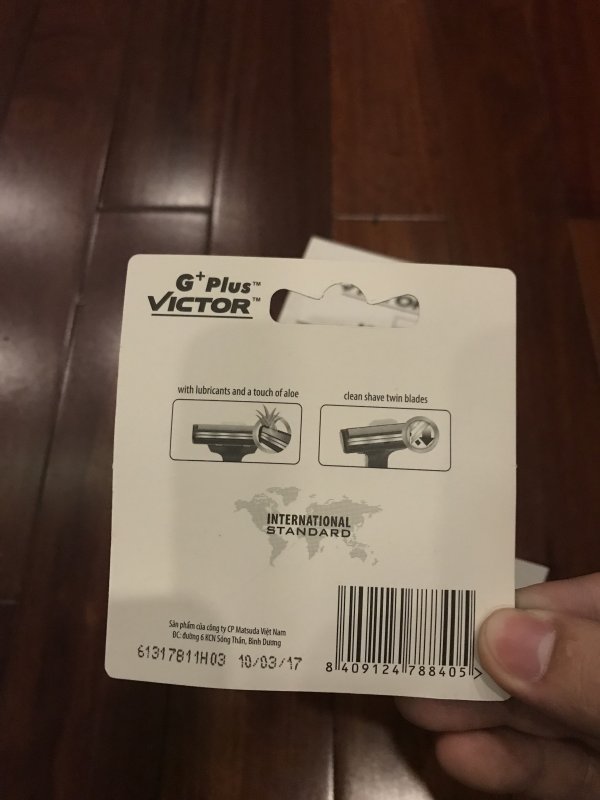 G+ Plus™
VICTOR™
with lubricants and a touch of aloe
clean shave twin blades
INTERNATIONAL
STANDARD
Sản phẩm của công ty CP Matsuda Việt Nam
ĐC: đường 6 KCN Sóng Thần, Bình Dương
61317B11H03 10/03/17
8 409124 788405 >